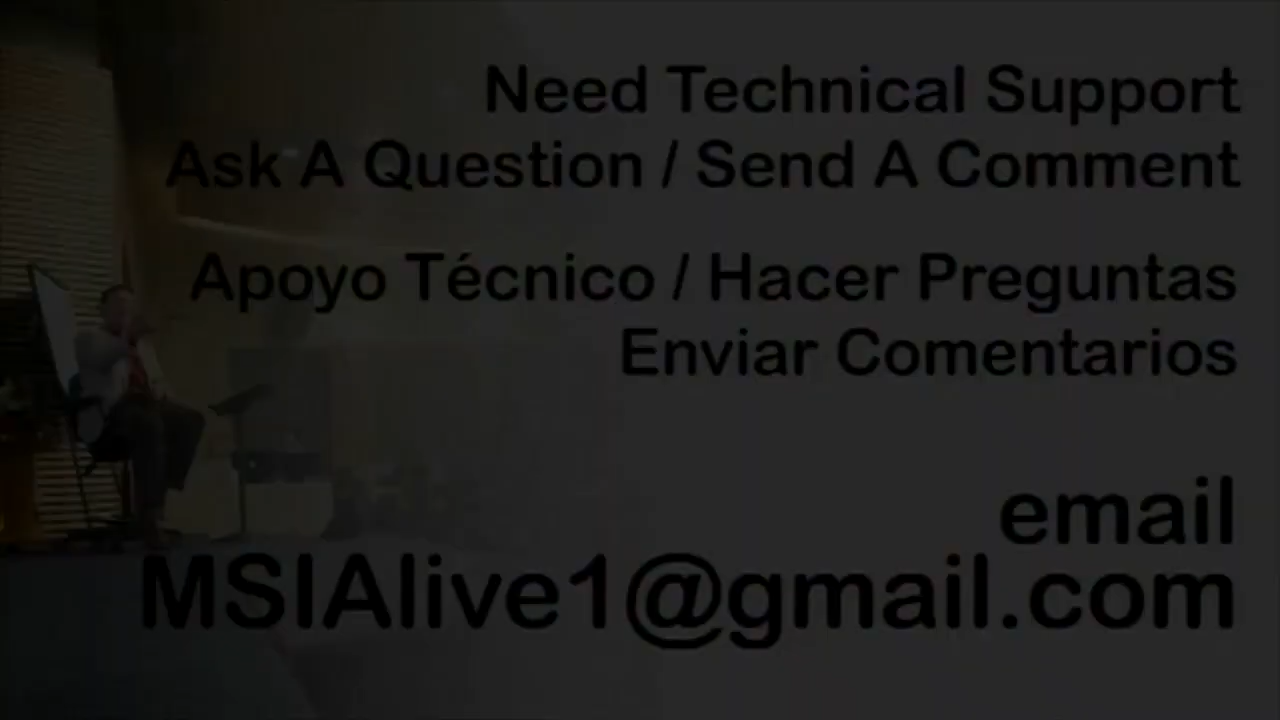 Need Technical Support
Ask A Question / Send A Comment
Apoyo Técnico / Hacer Preguntas
Enviar Comentarios
email
MSIAlive1@gmail.com